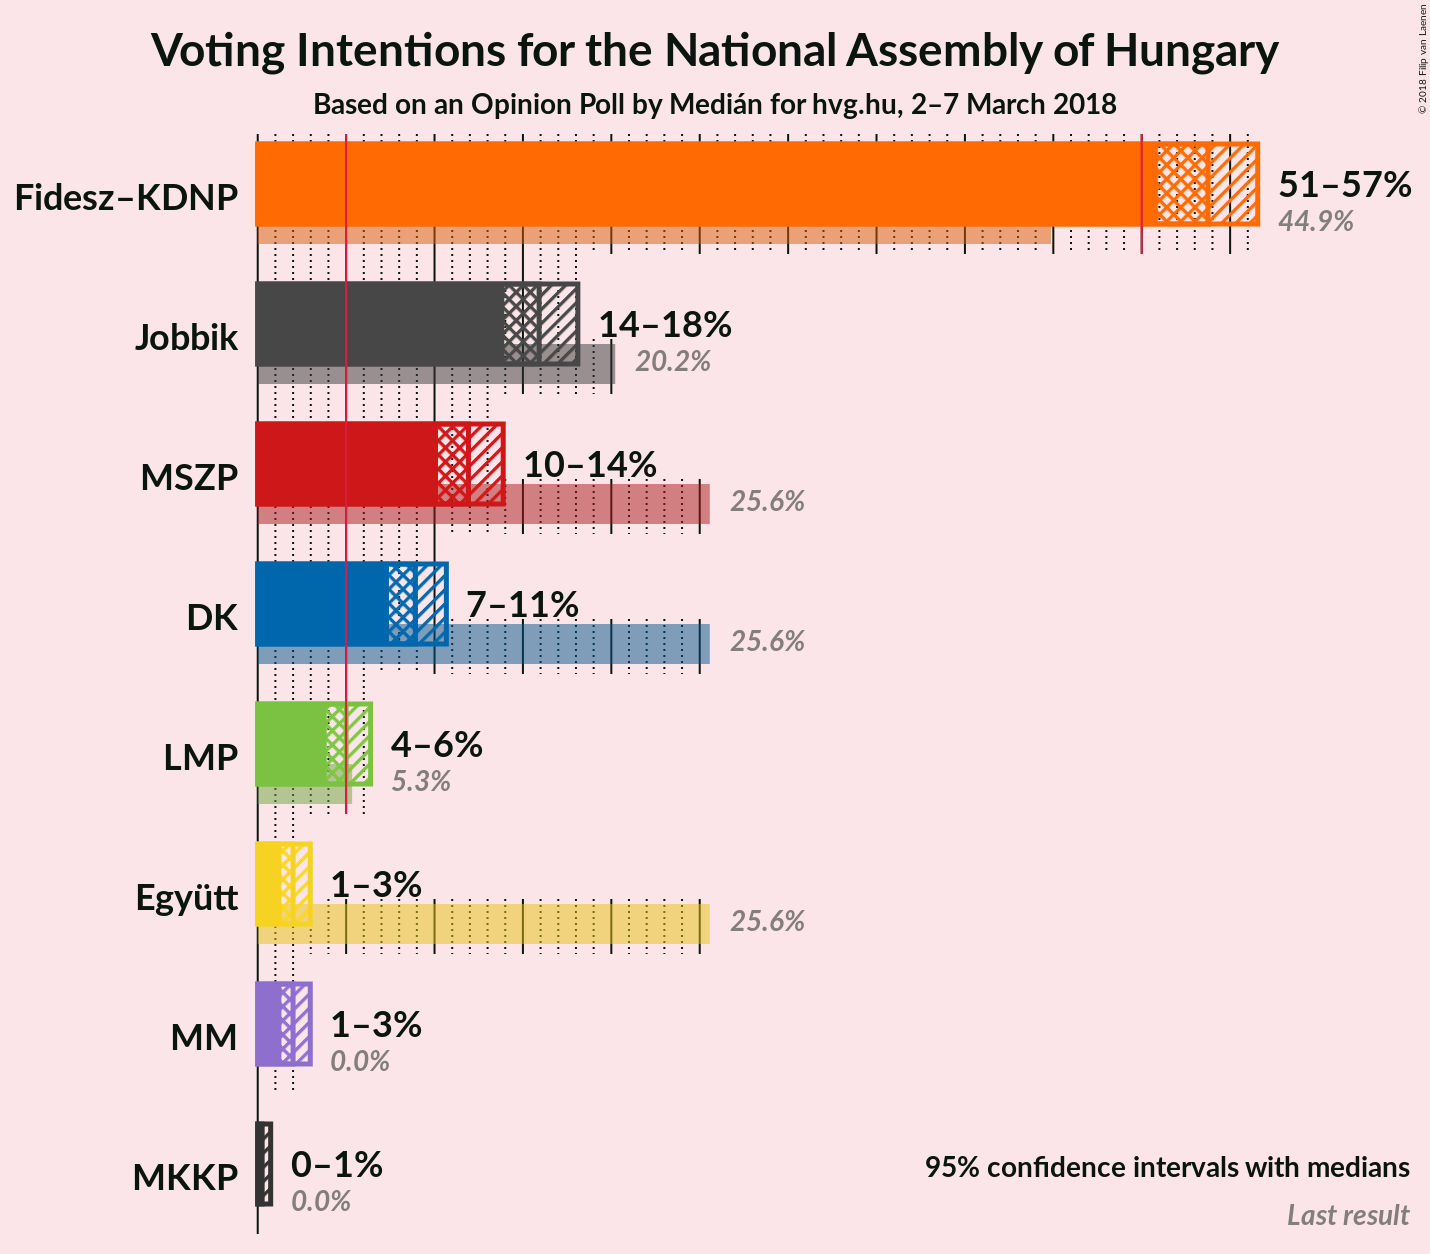 Voting Intentions for the National Assembly of Hungary
Based on an Opinion Poll by Medián for hvg.hu, 2–7 March 2018
© 2018 Filip van Laenen
Fidesz–KDNP
51–57%
44.9%
Jobbik
14–18%
20.2%
MSZP
10–14%
25.6%
DK
7–11%
25.6%
LMP
4–6%
5.3%
Együtt
1–3%
25.6%
MM
1–3%
0.0%
MKKP
0–1%
0.0%
95% confidence intervals with medians
Last result